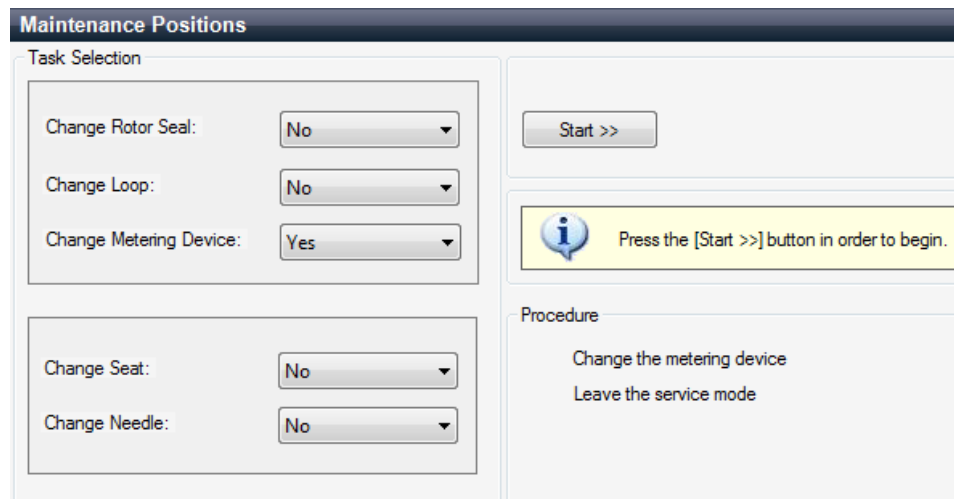 Maintenance Positions
Task Selection
Change Rotor Seal:
No
Change Loop:
No
Change Metering Device:
Yes
Change Seat:
No
Change Needle:
No
Start >>
Press the [Start >>] button in order to begin.
Procedure
Change the metering device
Leave the service mode